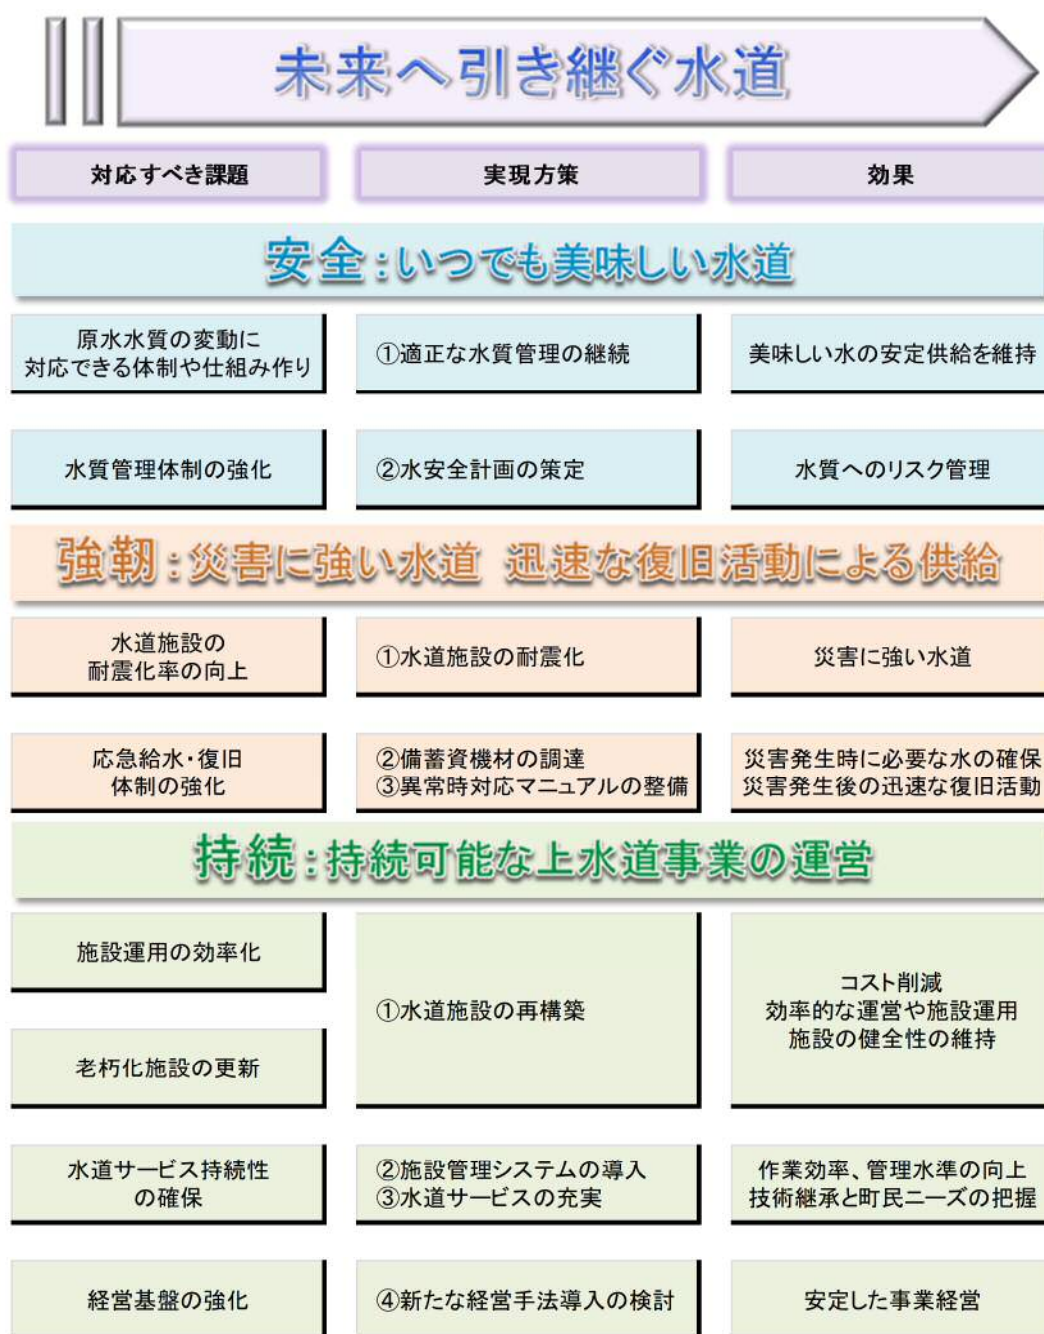 未来へ引き継ぐ水道
対応すべき課題
実現方策
効果
安全：いつでも美味しい水道
原水水質の変動に
対応できる体制や仕組み作り
①適正な水質管理の継続
美味しい水の安定供給を維持
水質管理体制の強化
②水安全計画の策定
水質へのリスク管理
強靭：災害に強い水道 迅速な復旧活動による供給
水道施設の
耐震化率の向上
①水道施設の耐震化
災害に強い水道
応急給水・復旧
体制の強化
②備蓄資機材の調達
③異常時対応マニュアルの整備
災害発生時に必要な水の確保
災害発生後の迅速な復旧活動
持続：持続可能な上水道事業の運営
施設運用の効率化
老朽化施設の更新
①水道施設の再構築
コスト削減
効率的な運営や施設運用
施設の健全性の維持
水道サービス持続性
の確保
②施設管理システムの導入
③水道サービスの充実
作業効率、管理水準の向上
技術継承と町民ニーズの把握
経営基盤の強化
④新たな経営手法導入の検討
安定した事業経営